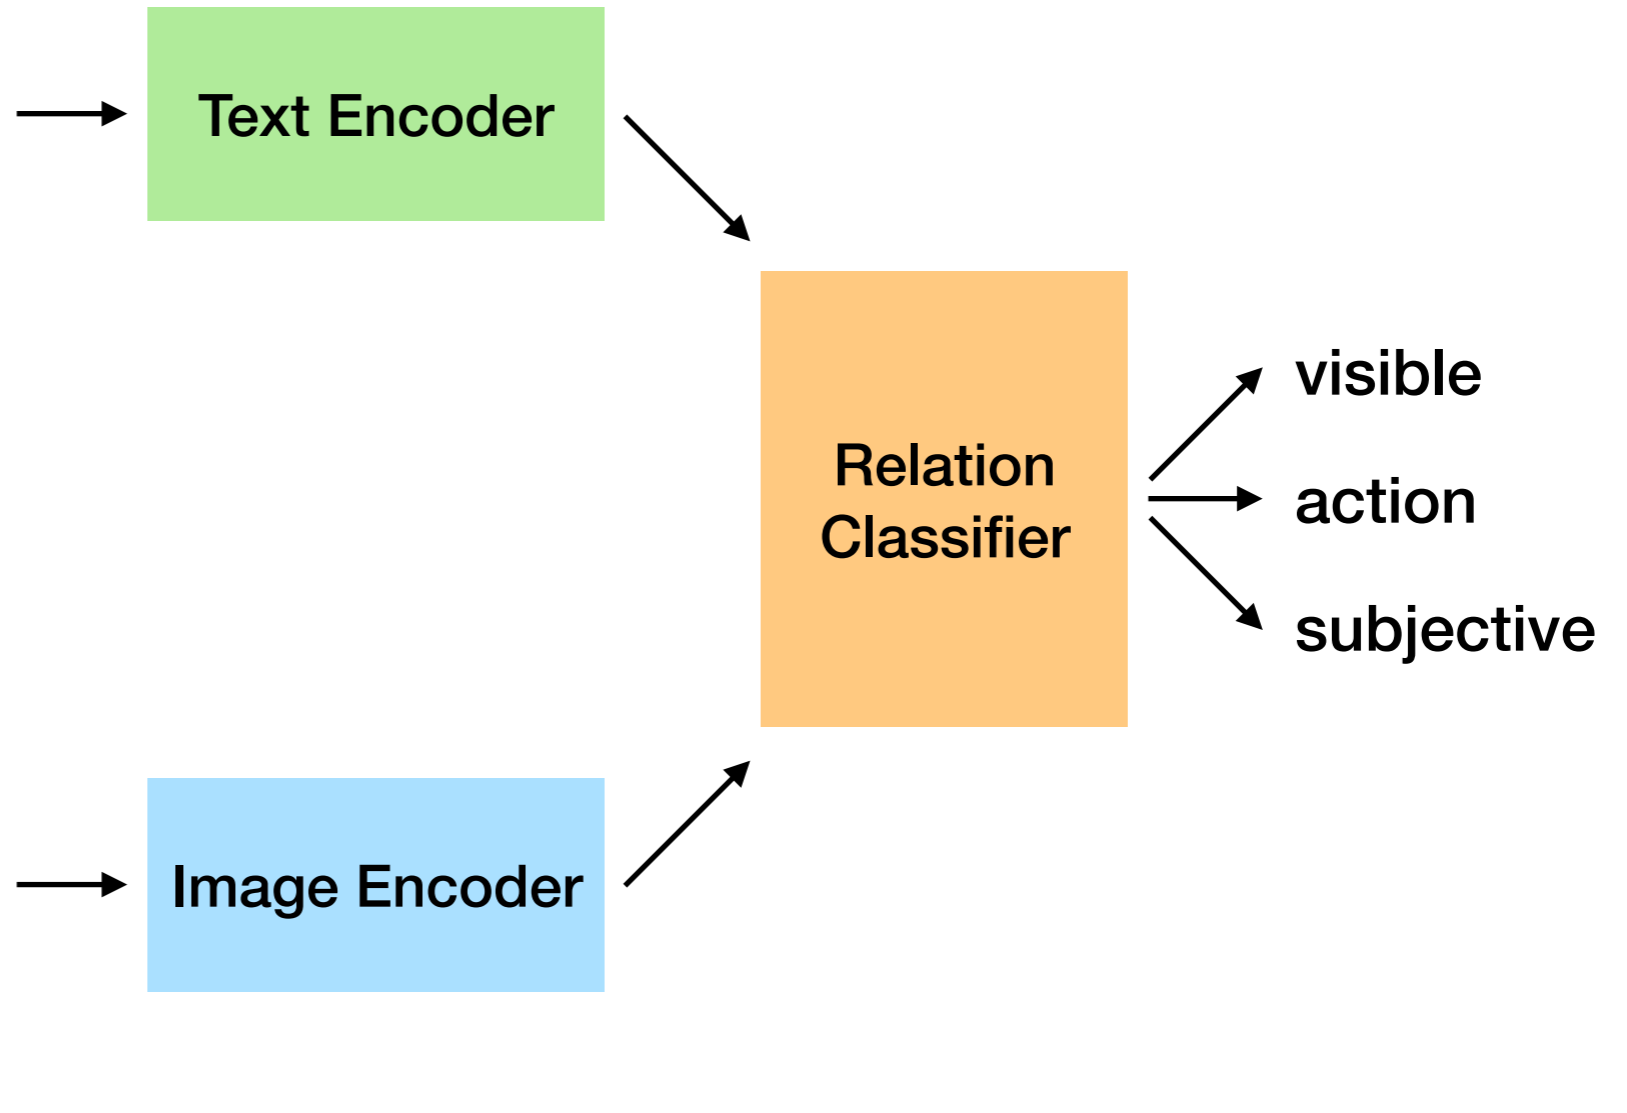 Text Encoder
Relation
Classifier
visible
action
subjective
Image Encoder